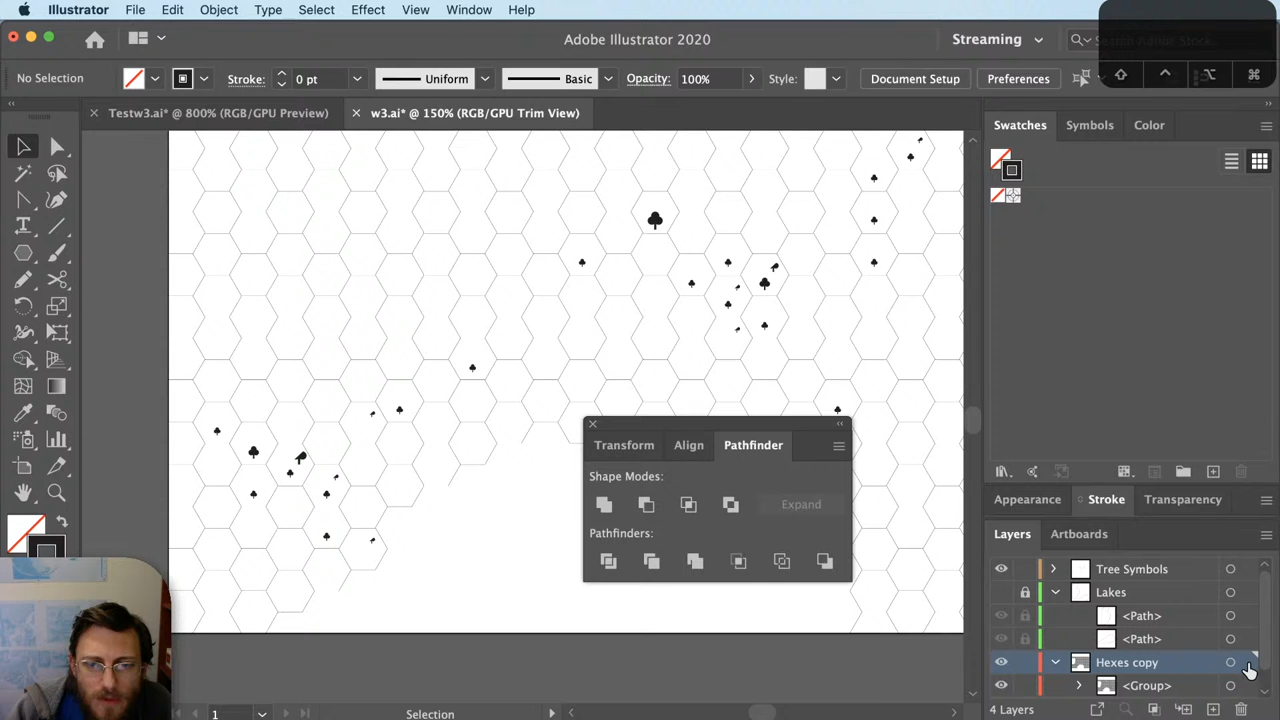 Illustrator File Edit Object Type Select Effect View Window Help
Adobe Illustrator 2020
Streaming
Search Adobe Stock
No Selection
Stroke: 0 pt
Uniform
Basic
Opacity: 100%
Style:
Document Setup
Preferences
Testw3.ai* @ 800% (RGB/GPU Preview)
w3.ai* @ 150% (RGB/GPU Trim View)
Swatches Symbols Color
Transform Align Pathfinder
Shape Modes:
Expand
Pathfinders:
Appearance Stroke Transparency
Layers Artboards
Tree Symbols
Lakes
<Path>
<Path>
Hexes copy
<Group>
4 Layers
1
Selection